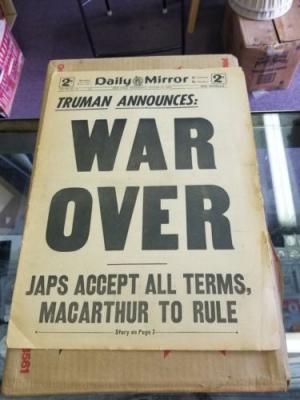 2¢
Daily Mirror
2¢
TRUMAN ANNOUNCES:
WAR
OVER
JAPS ACCEPT ALL TERMS,
MACARTHUR TO RULE
Story on Page 3
5561